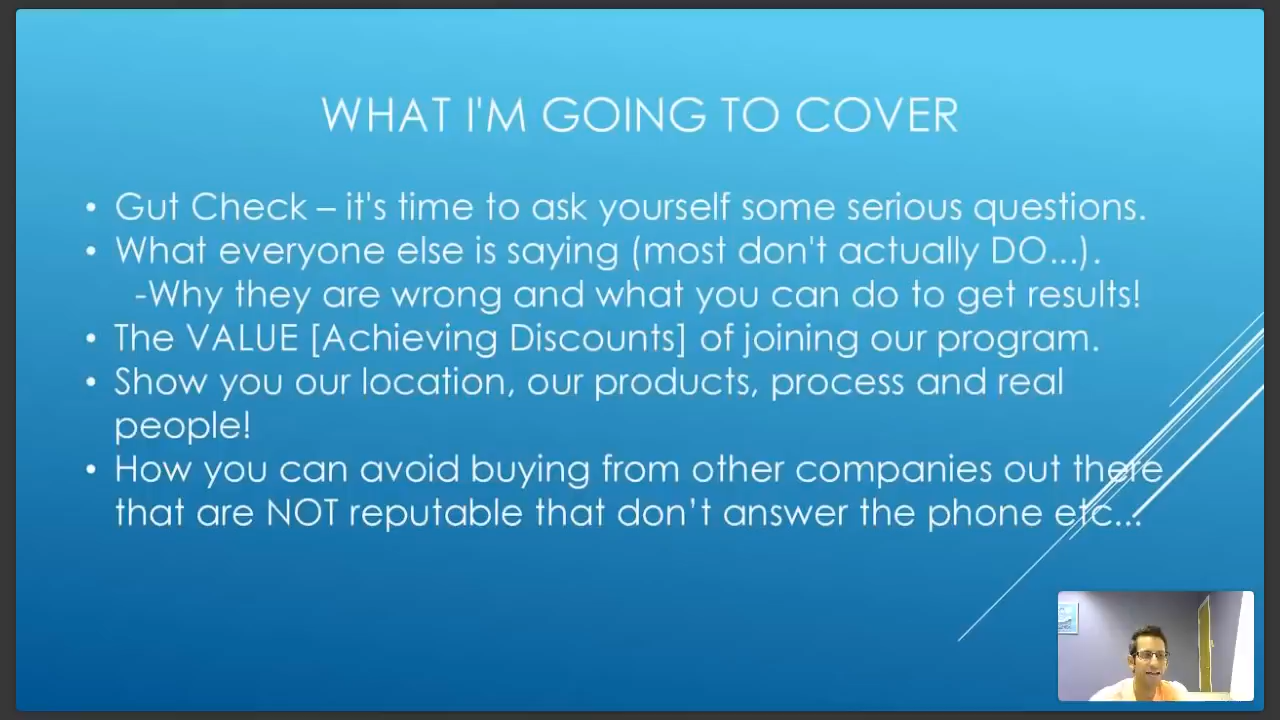 WHAT I'M GOING TO COVER
• Gut Check – it's time to ask yourself some serious questions.
• What everyone else is saying (most don't actually DO...).
-Why they are wrong and what you can do to get results!
• The VALUE [Achieving Discounts] of joining our program.
• Show you our location, our products, process and real
people!
• How you can avoid buying from other companies out there
that are NOT reputable that don’t answer the phone etc...